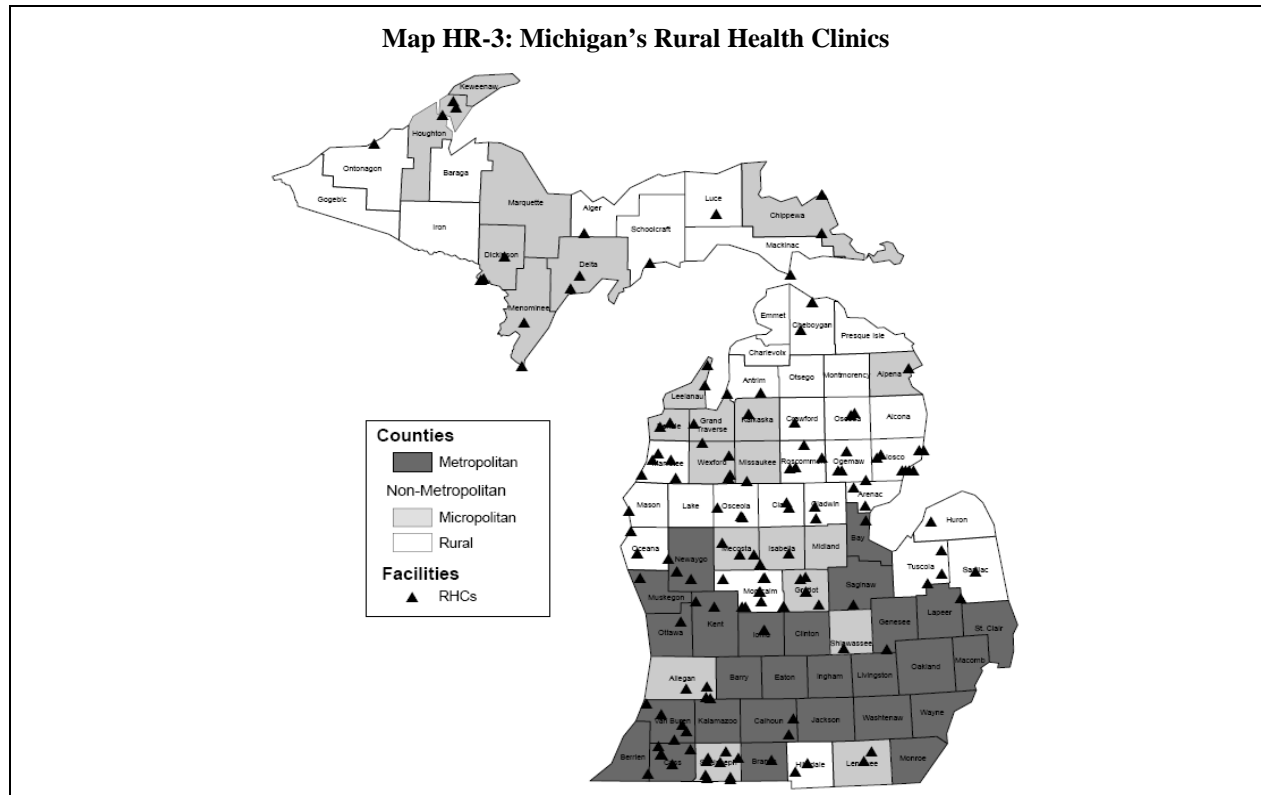 Map HR-3: Michigan's Rural Health Clinics
Keweenaw
Houghton
Ontonagon
Baraga
Gogebic
Marquette
Iron
Alger
Luce
Schoolcraft
Chippewa
Mackinac
Dickinson
Delta
Menominee
Emmet
Cheboygan
Presque Isle
Charlevoix
Antrim
Otsego
Montmorency
Alpena
Leelanau
Grand
Traverse
Kalkaska
Crawford
Oscoda
Alcona
Wexford
Missaukee
Roscommon
Ogemaw
Iosco
Mason
Lake
Osceola
Gladwin
Arenac
Huron
Oceana
Newaygo
Mecosta
Isabella
Midland
Bay
Tuscola
Sanilac
Muskegon
Montcalm
Gratiot
Saginaw
Ottawa
Kent
Ionia
Clinton
Shiawassee
Genesee
Lapeer
St. Clair
Allegan
Barry
Eaton
Ingham
Livingston
Oakland
Macomb
Van Buren
Kalamazoo
Calhoun
Jackson
Washtenaw
Wayne
Berrien
Cass
Hillsdale
Lenawee
Monroe
Counties
Metropolitan
Non-Metropolitan
Micropolitan
Rural
Facilities
RHCs